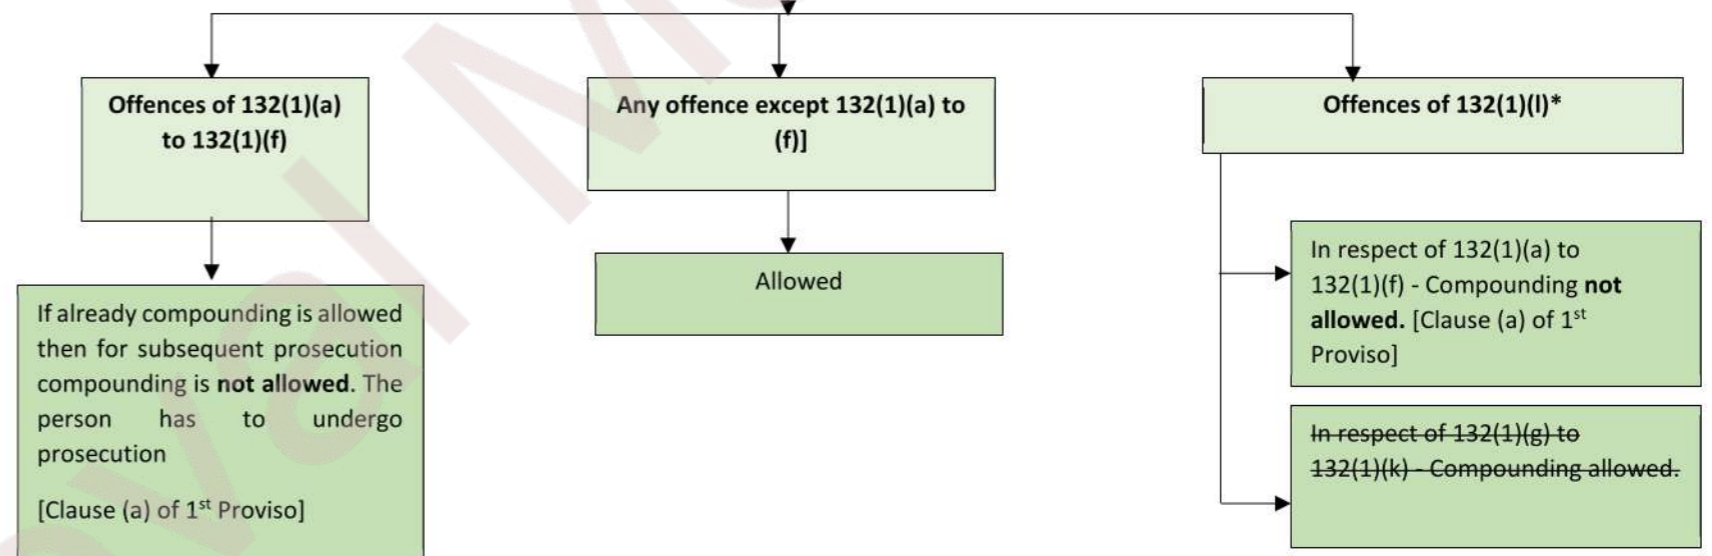 Offences of 132(1)(a)
to 132(1)(f)
Any offence except 132(1)(a) to
(f)]
Offences of 132(1)(l)*
If already compounding is allowed
then for subsequent prosecution
compounding is not allowed. The
person has to undergo
prosecution
[Clause (a) of 1st Proviso]
Allowed
In respect of 132(1)(a) to
132(1)(f) - Compounding not
allowed. [Clause (a) of 1st
Proviso]
In respect of 132(1)(g) to
132(1)(k) - Compounding allowed.